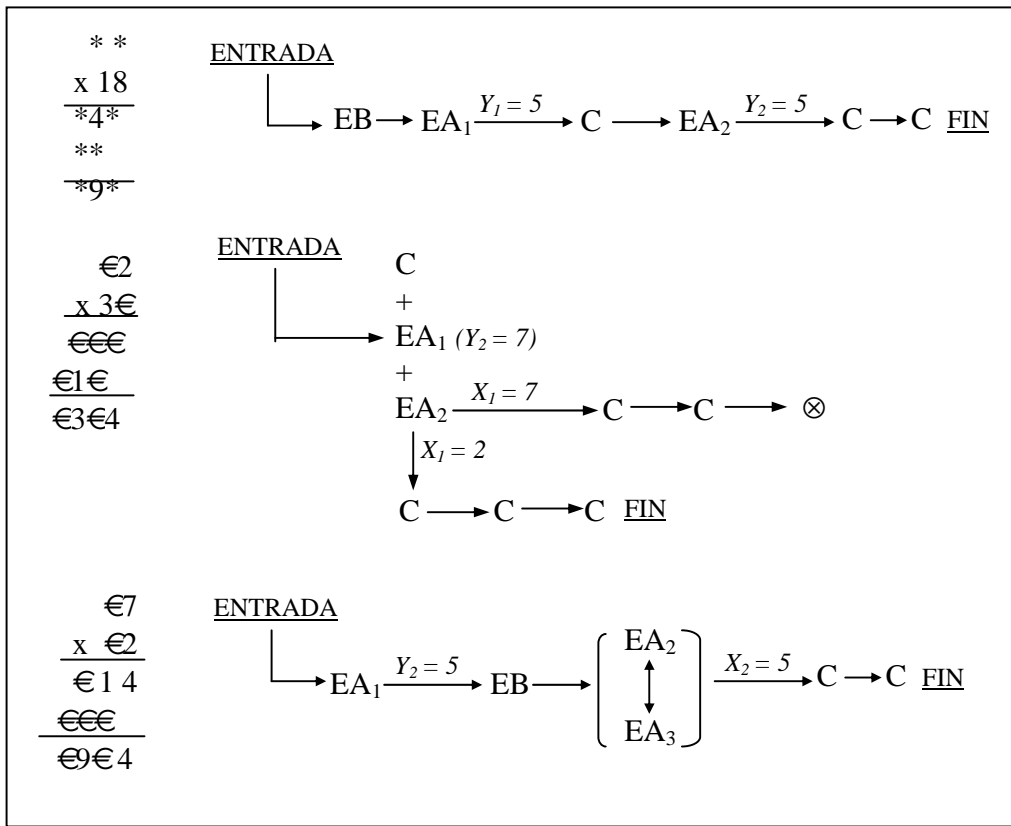 * *
x 18
*4*
**
*9*
ENTRADA
EB → EA₁ Y₁ = 5 → C → EA₂ Y₂ = 5 → C → C FIN
€2
x 3€
€€€
€1€
€3€4
ENTRADA
C
+
EA₁ (Y₂ = 7)
+
EA₂ X₁ = 7 → C → C → ⊗
X₁ = 2
C → C → C FIN
€7
x €2
€ 1 4
€€€
€9€ 4
ENTRADA
EA₁ Y₂ = 5 → EB → EA₂ ↕ EA₃ X₂ = 5 → C → C FIN